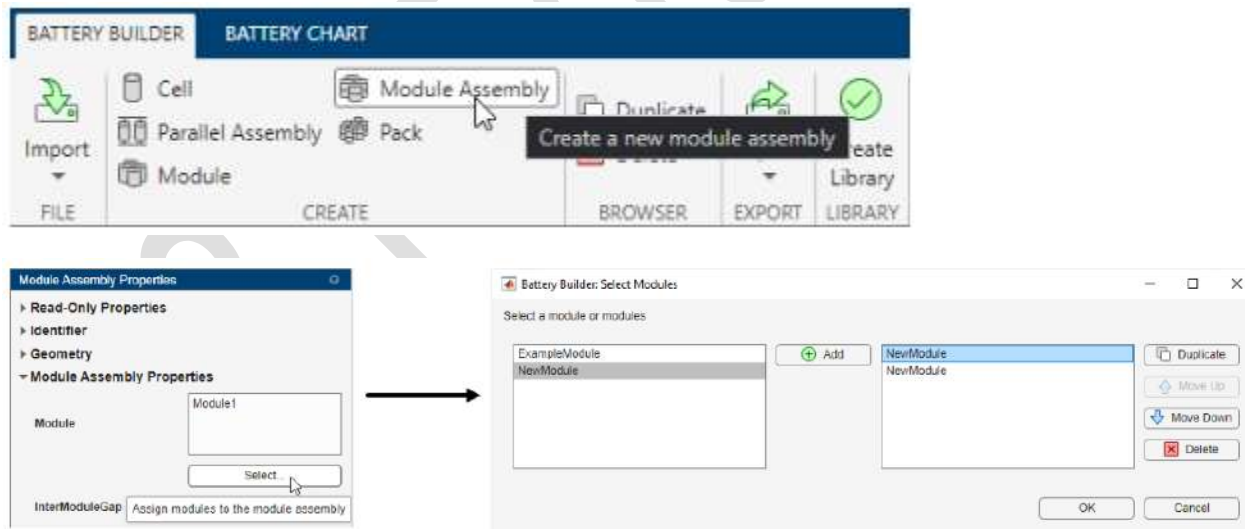 BATTERY BUILDER BATTERY CHART
Cell Module Assembly
Duplicate
Parallel Assembly Pack
Create a new module assembly
Import
Module
Library
FILE CREATE BROWSER EXPORT LIBRARY
Module Assembly Properties
Read-Only Properties
Identifier
Geometry
Module Assembly Properties
Module
Module1
Select...
InterModuleGap
Assign modules to the module assembly
Battery Builder: Select Modules
Select a module or modules
ExampleModule
NewModule
Add
NewModule
NewModule
Duplicate
Move Up
Move Down
Delete
OK Cancel